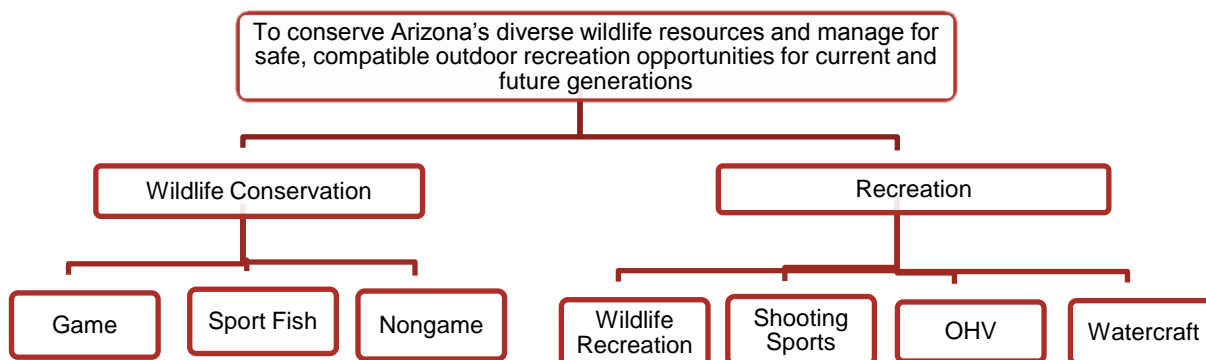 To conserve Arizona’s diverse wildlife resources and manage for
safe, compatible outdoor recreation opportunities for current and
future generations
Wildlife Conservation
Recreation
Game
Sport Fish
Nongame
Wildlife
Recreation
Shooting
Sports
OHV
Watercraft